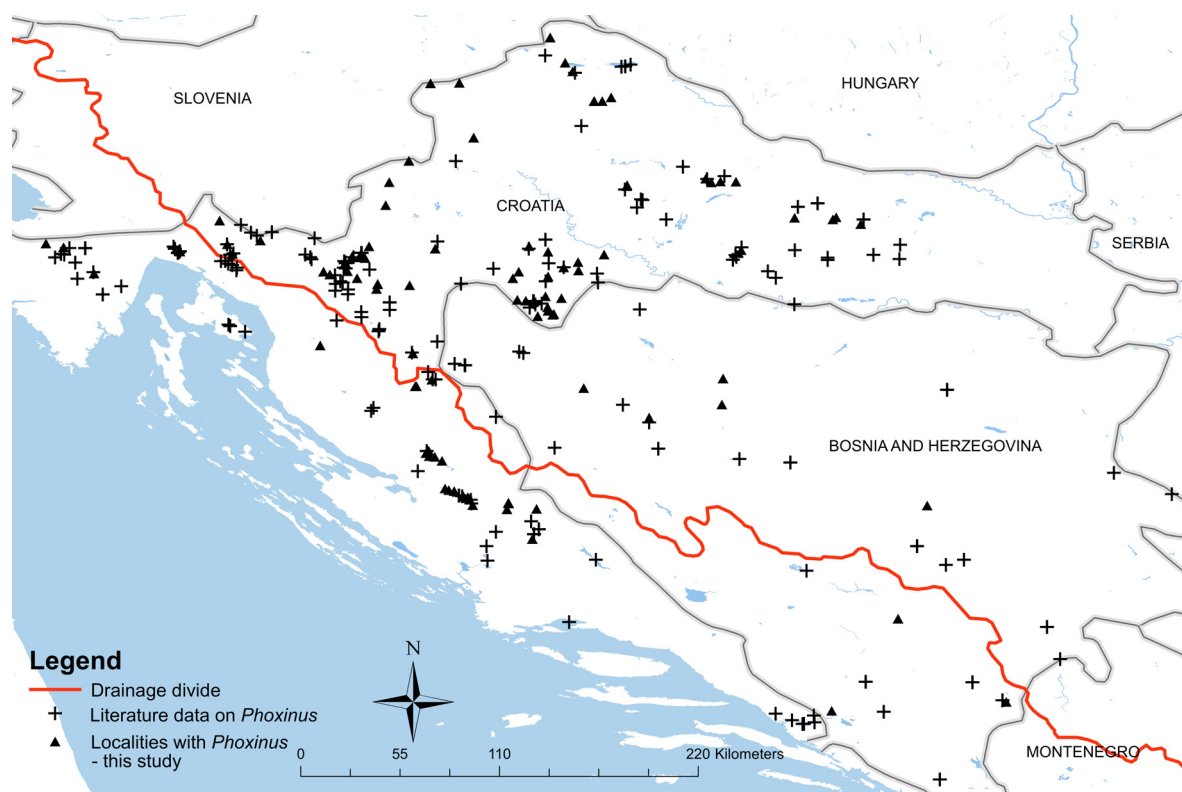 HUNGARY
SLOVENIA
CROATIA
SERBIA
BOSNIA AND HERZEGOVINA
MONTENEGRO
Legend
Drainage divide
Literature data on Phoxinus
Localities with Phoxinus
- this study
N
0 55 110 220 Kilometers